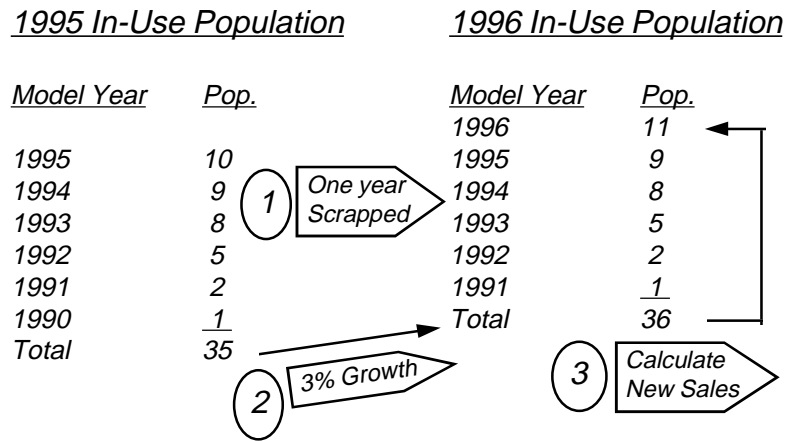 1995 In-Use Population
1996 In-Use Population
Model Year Pop.
1995 10
1994 9
1993 8
1992 5
1991 2
1990 1
Total 35
1 One year
Scrapped
2 3% Growth
Model Year Pop.
1996 11
1995 9
1994 8
1993 5
1992 2
1991 1
Total 36
3 Calculate
New Sales